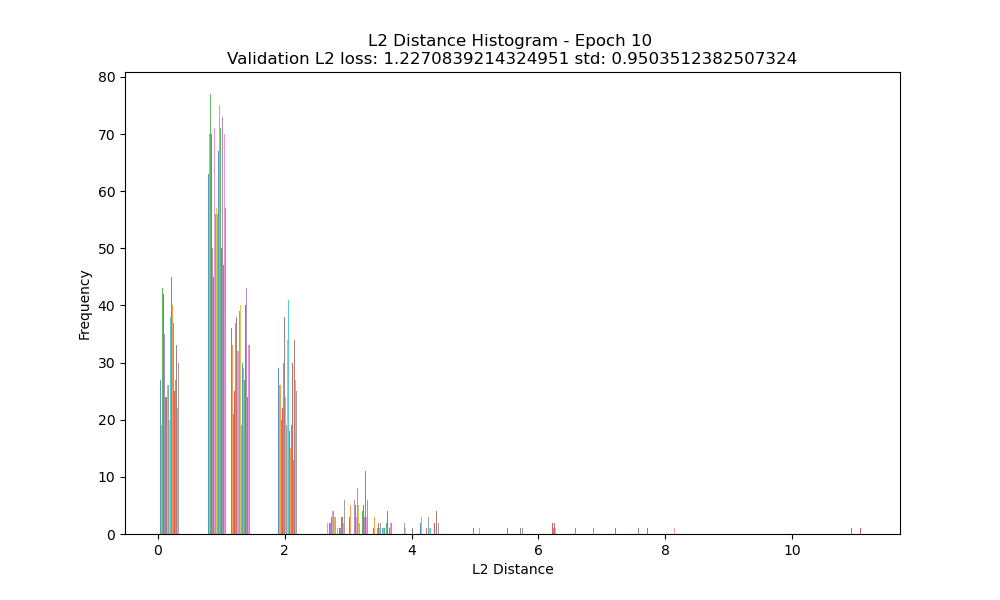 L2 Distance Histogram - Epoch 10
Validation L2 loss: 1.2270839214324951 std: 0.9503512382507324
80
70
60
50
40
30
20
10
0
Frequency
0 2 4 6 8 10
L2 Distance